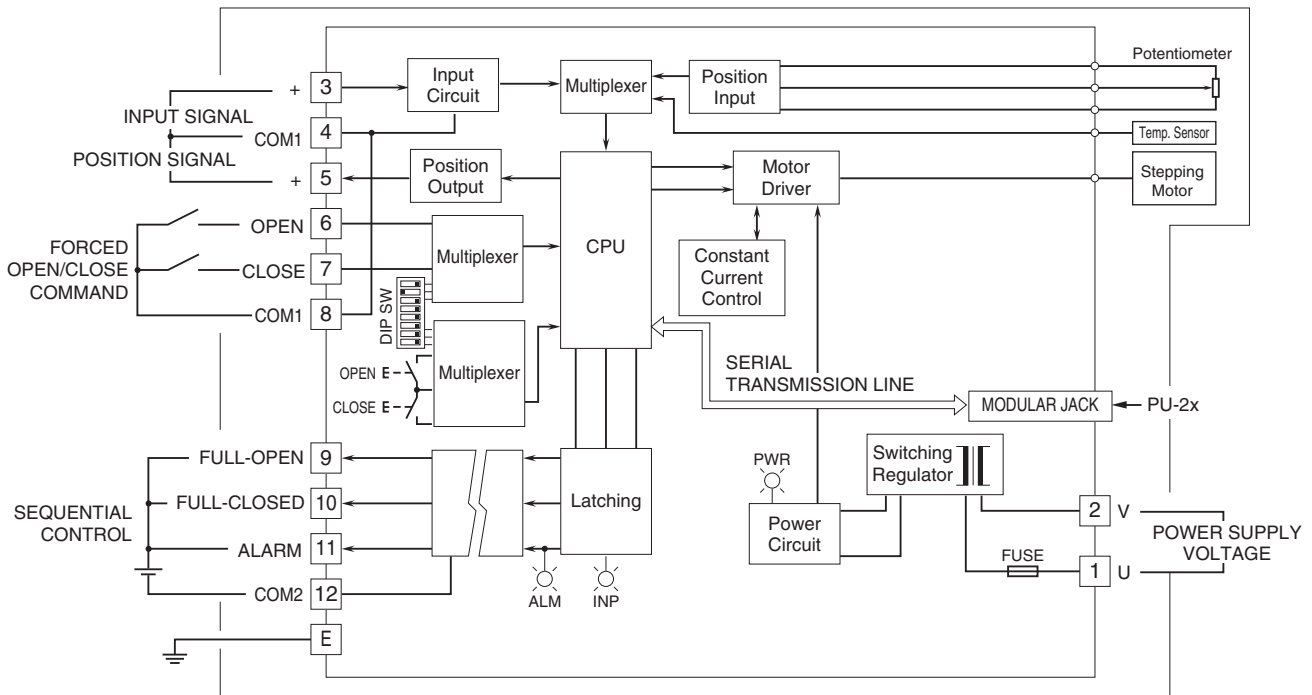 INPUT SIGNAL
POSITION SIGNAL
+
COM1
+
3
4
5
Input
Circuit
Multiplexer
Position
Input
Potentiometer
Temp. Sensor
Position
Output
CPU
Motor
Driver
Stepping
Motor
FORCED
OPEN/CLOSE
COMMAND
OPEN
CLOSE
COM1
6
7
8
Multiplexer
Constant
Current
Control
DIP SW
OPEN E
CLOSE E
Multiplexer
SERIAL
TRANSMISSION LINE
MODULAR JACK
PU-2x
SEQUENTIAL
CONTROL
FULL-OPEN
FULL-CLOSED
ALARM
COM2
9
10
11
12
E
Latching
ALM
INP
PWR
Power
Circuit
Switching
Regulator
FUSE
2
V
1
U
POWER SUPPLY
VOLTAGE